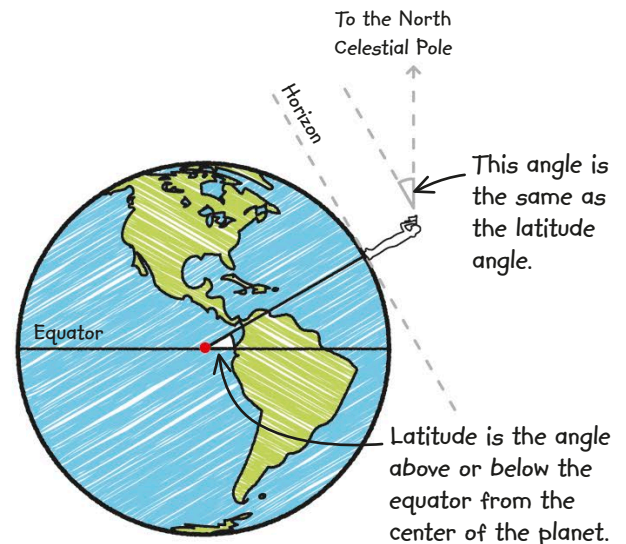 To the North
Celestial Pole
Horizon
This angle is
the same as
the latitude
angle.
Equator
Latitude is the angle
above or below the
equator from the
center of the planet.